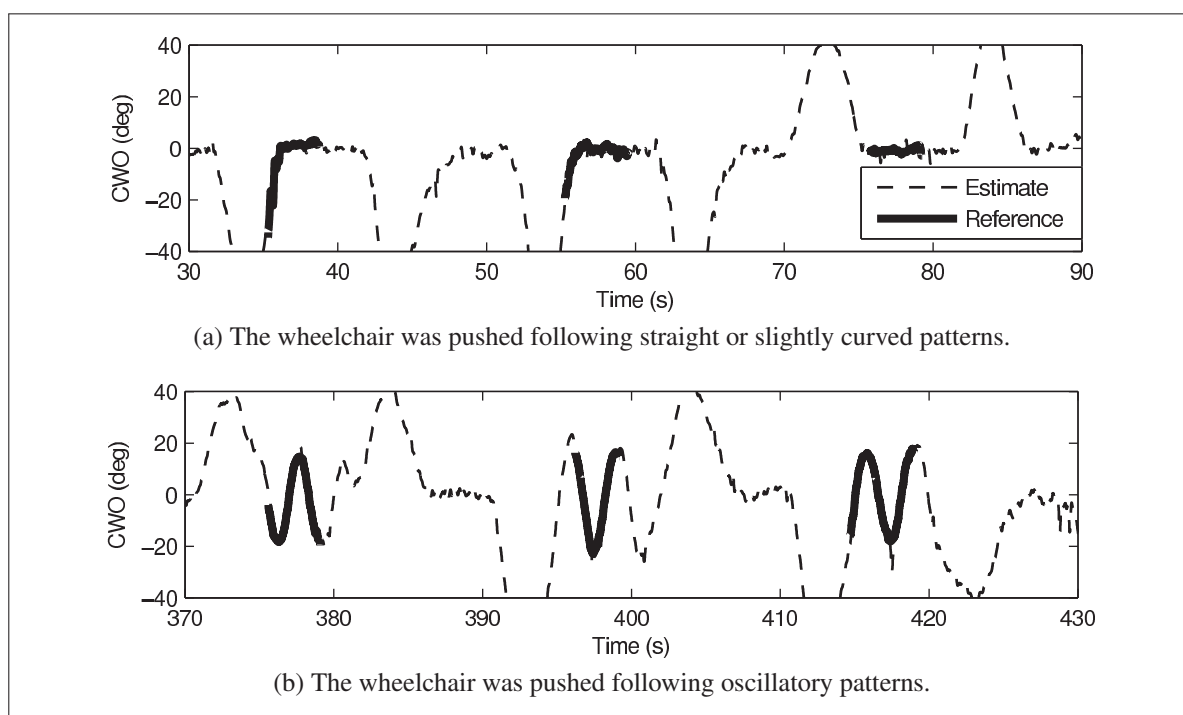 40
20
0
−20
−40
CWO (deg)
30 40 50 60 70 80 90
Time (s)
Estimate
Reference
(a) The wheelchair was pushed following straight or slightly curved patterns.
40
20
0
−20
−40
CWO (deg)
370 380 390 400 410 420 430
Time (s)
(b) The wheelchair was pushed following oscillatory patterns.